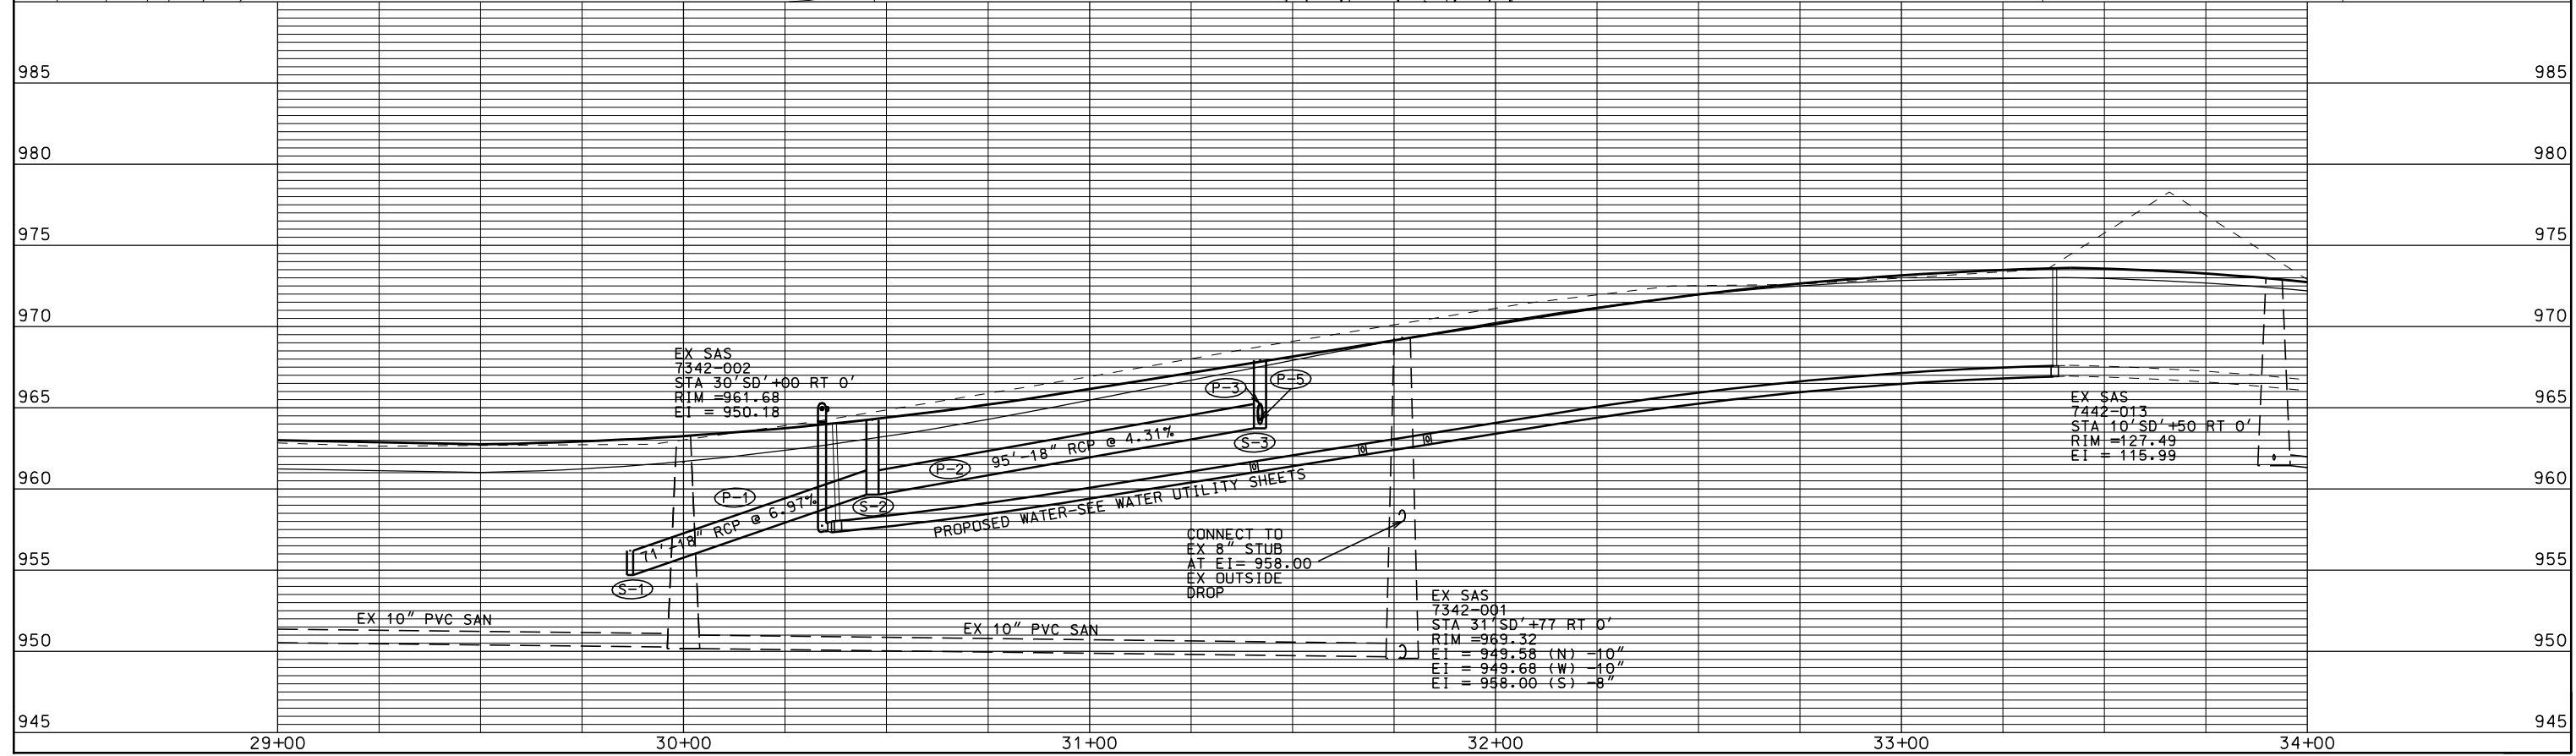 985
985
980
980
975
975
970
970
EX SAS
7342-002
STA 30'SD'+00 RT 0'
RIM =961.68
EI = 950.18
965
965
P-3
P-5
EX SAS
7442-013
STA 10'SD'+50 RT 0'
RIM =127.49
EI = 115.99
S-3
95'-18" RCP @ 4.31%
P-2
960
960
P-1
S-2
71'-18" RCP @ 6.97%
PROPOSED WATER-SEE WATER UTILITY SHEETS
CONNECT TO
EX 8" STUB
AT EI= 958.00
EX OUTSIDE
DROP
955
955
S-1
EX 10" PVC SAN
EX 10" PVC SAN
EX SAS
7342-001
STA 31'SD'+77 RT 0'
RIM =969.32
EI = 949.58 (N) -10"
EI = 949.68 (W) -10"
EI = 958.00 (S) -8"
950
950
945
945
29+00
30+00
31+00
32+00
33+00
34+00